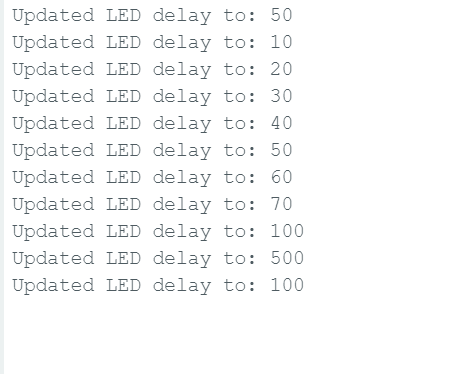 Updated LED delay to: 50
Updated LED delay to: 10
Updated LED delay to: 20
Updated LED delay to: 30
Updated LED delay to: 40
Updated LED delay to: 50
Updated LED delay to: 60
Updated LED delay to: 70
Updated LED delay to: 100
Updated LED delay to: 500
Updated LED delay to: 100